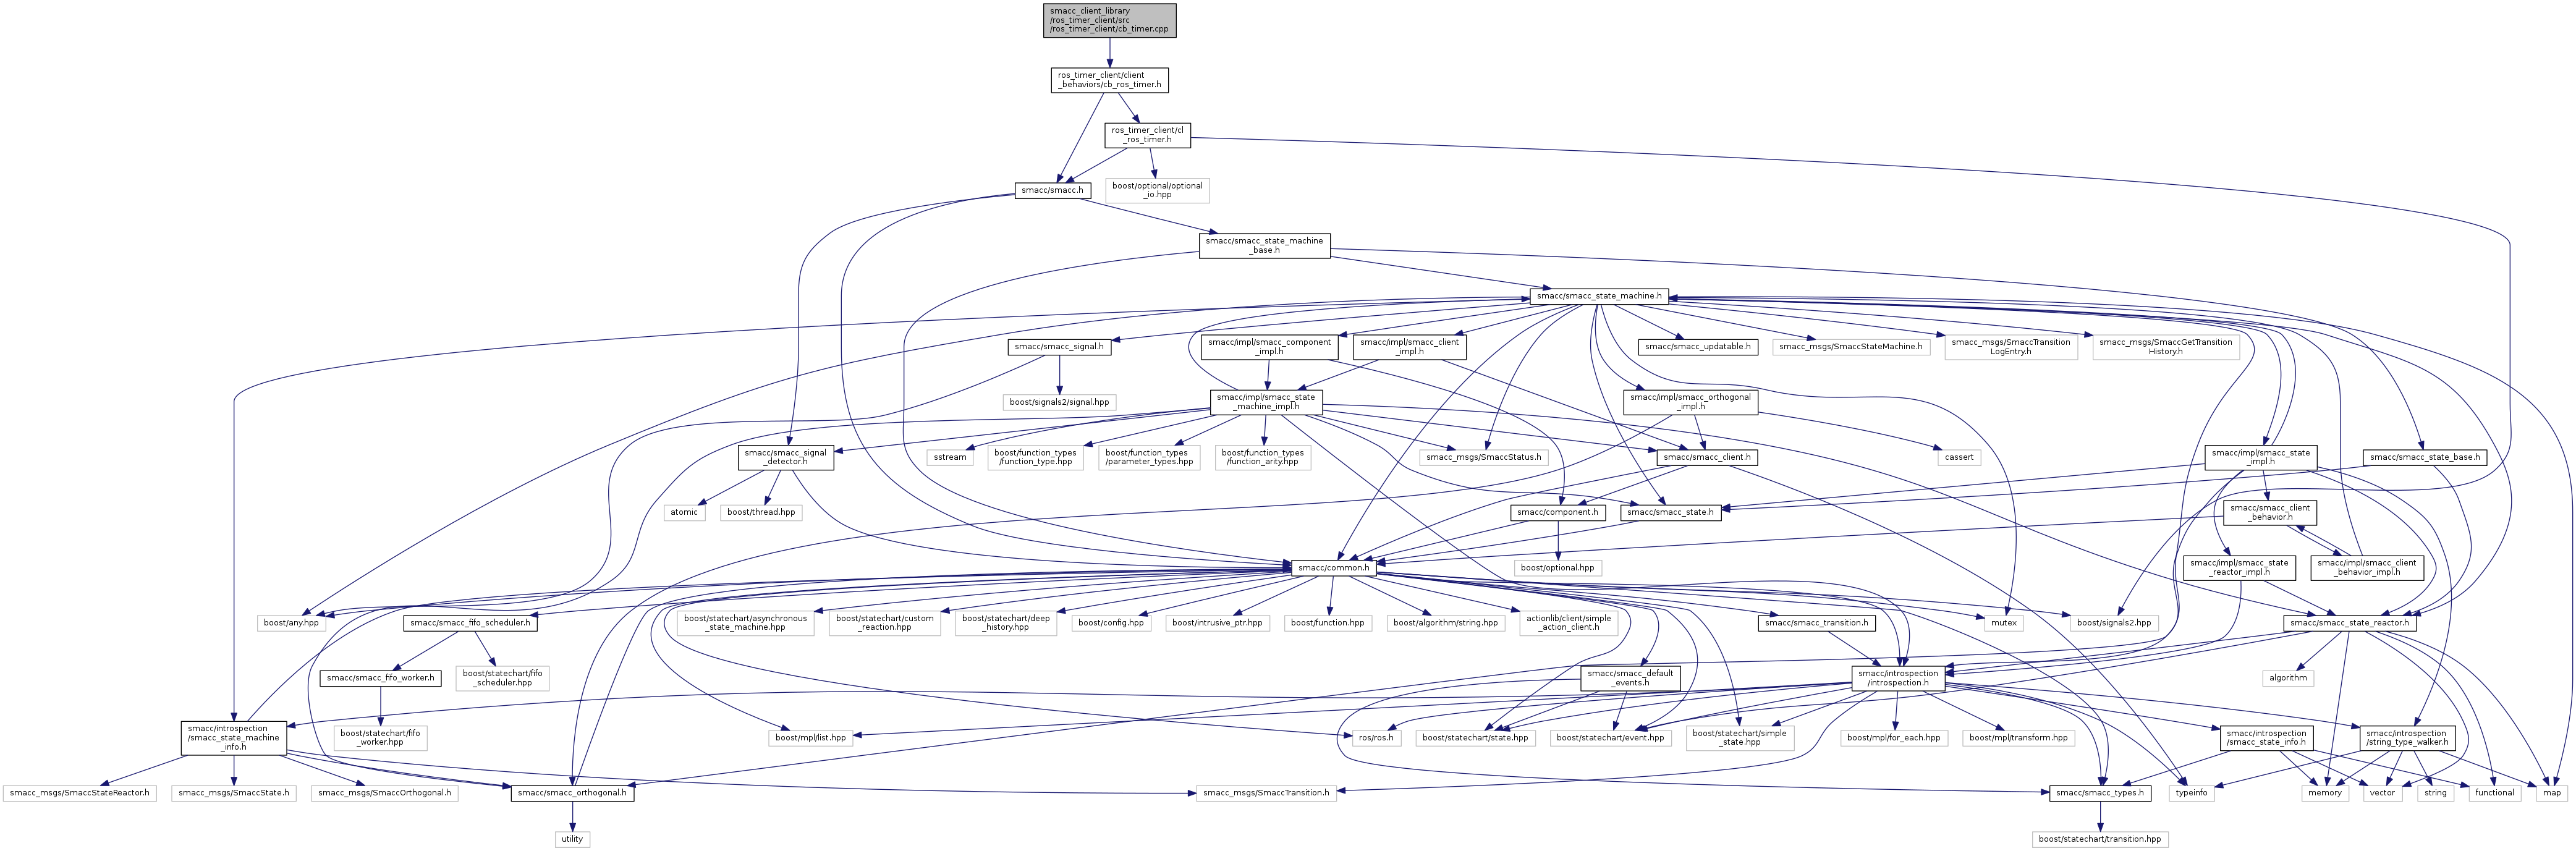 smacc_client_library
/ros_timer_client/src
/ros_timer_client/cb_timer.cpp
ros_timer_client/client
_behaviors/cb_ros_timer.h
ros_timer_client/cl
_ros_timer.h
smacc/smacc.h
boost/optional/optional
_io.hpp
smacc/smacc_state_machine
_base.h
smacc/smacc_state_machine.h
smacc/smacc_signal.h
smacc/impl/smacc_component
_impl.h
smacc/impl/smacc_client
_impl.h
smacc/smacc_updatable.h
smacc_msgs/SmaccStateMachine.h
smacc_msgs/SmaccTransition
LogEntry.h
smacc_msgs/SmaccGetTransition
History.h
boost/signals2/signal.hpp
smacc/impl/smacc_state
_machine_impl.h
smacc/impl/smacc_orthogonal
_impl.h
smacc/smacc_signal
_detector.h
sstream
boost/function_types
/function_type.hpp
boost/function_types
/parameter_types.hpp
boost/function_types
/function_arity.hpp
smacc_msgs/SmaccStatus.h
smacc/smacc_client.h
cassert
smacc/impl/smacc_state
_impl.h
smacc/smacc_state_base.h
atomic
boost/thread.hpp
smacc/component.h
smacc/smacc_state.h
smacc/smacc_client
_behavior.h
smacc/common.h
boost/optional.hpp
smacc/impl/smacc_state
_reactor_impl.h
smacc/impl/smacc_client
_behavior_impl.h
boost/any.hpp
smacc/smacc_fifo_scheduler.h
boost/statechart/asynchronous
_state_machine.hpp
boost/statechart/custom
_reaction.hpp
boost/statechart/deep
_history.hpp
boost/config.hpp
boost/intrusive_ptr.hpp
boost/function.hpp
boost/algorithm/string.hpp
actionlib/client/simple
_action_client.h
smacc/smacc_transition.h
mutex
boost/signals2.hpp
smacc/smacc_state_reactor.h
smacc/smacc_fifo_worker.h
boost/statechart/fifo
_scheduler.hpp
smacc/smacc_default
_events.h
smacc/introspection
/introspection.h
algorithm
smacc/introspection
/smacc_state_machine
_info.h
boost/statechart/fifo
_worker.hpp
boost/mpl/list.hpp
ros/ros.h
boost/statechart/state.hpp
boost/statechart/event.hpp
boost/statechart/simple
_state.hpp
boost/mpl/for_each.hpp
boost/mpl/transform.hpp
smacc/introspection
/smacc_state_info.h
smacc/introspection
/string_type_walker.h
smacc_msgs/SmaccStateReactor.h
smacc_msgs/SmaccState.h
smacc_msgs/SmaccOrthogonal.h
smacc/smacc_orthogonal.h
smacc_msgs/SmaccTransition.h
smacc/smacc_types.h
typeinfo
memory
vector
string
functional
map
utility
boost/statechart/transition.hpp